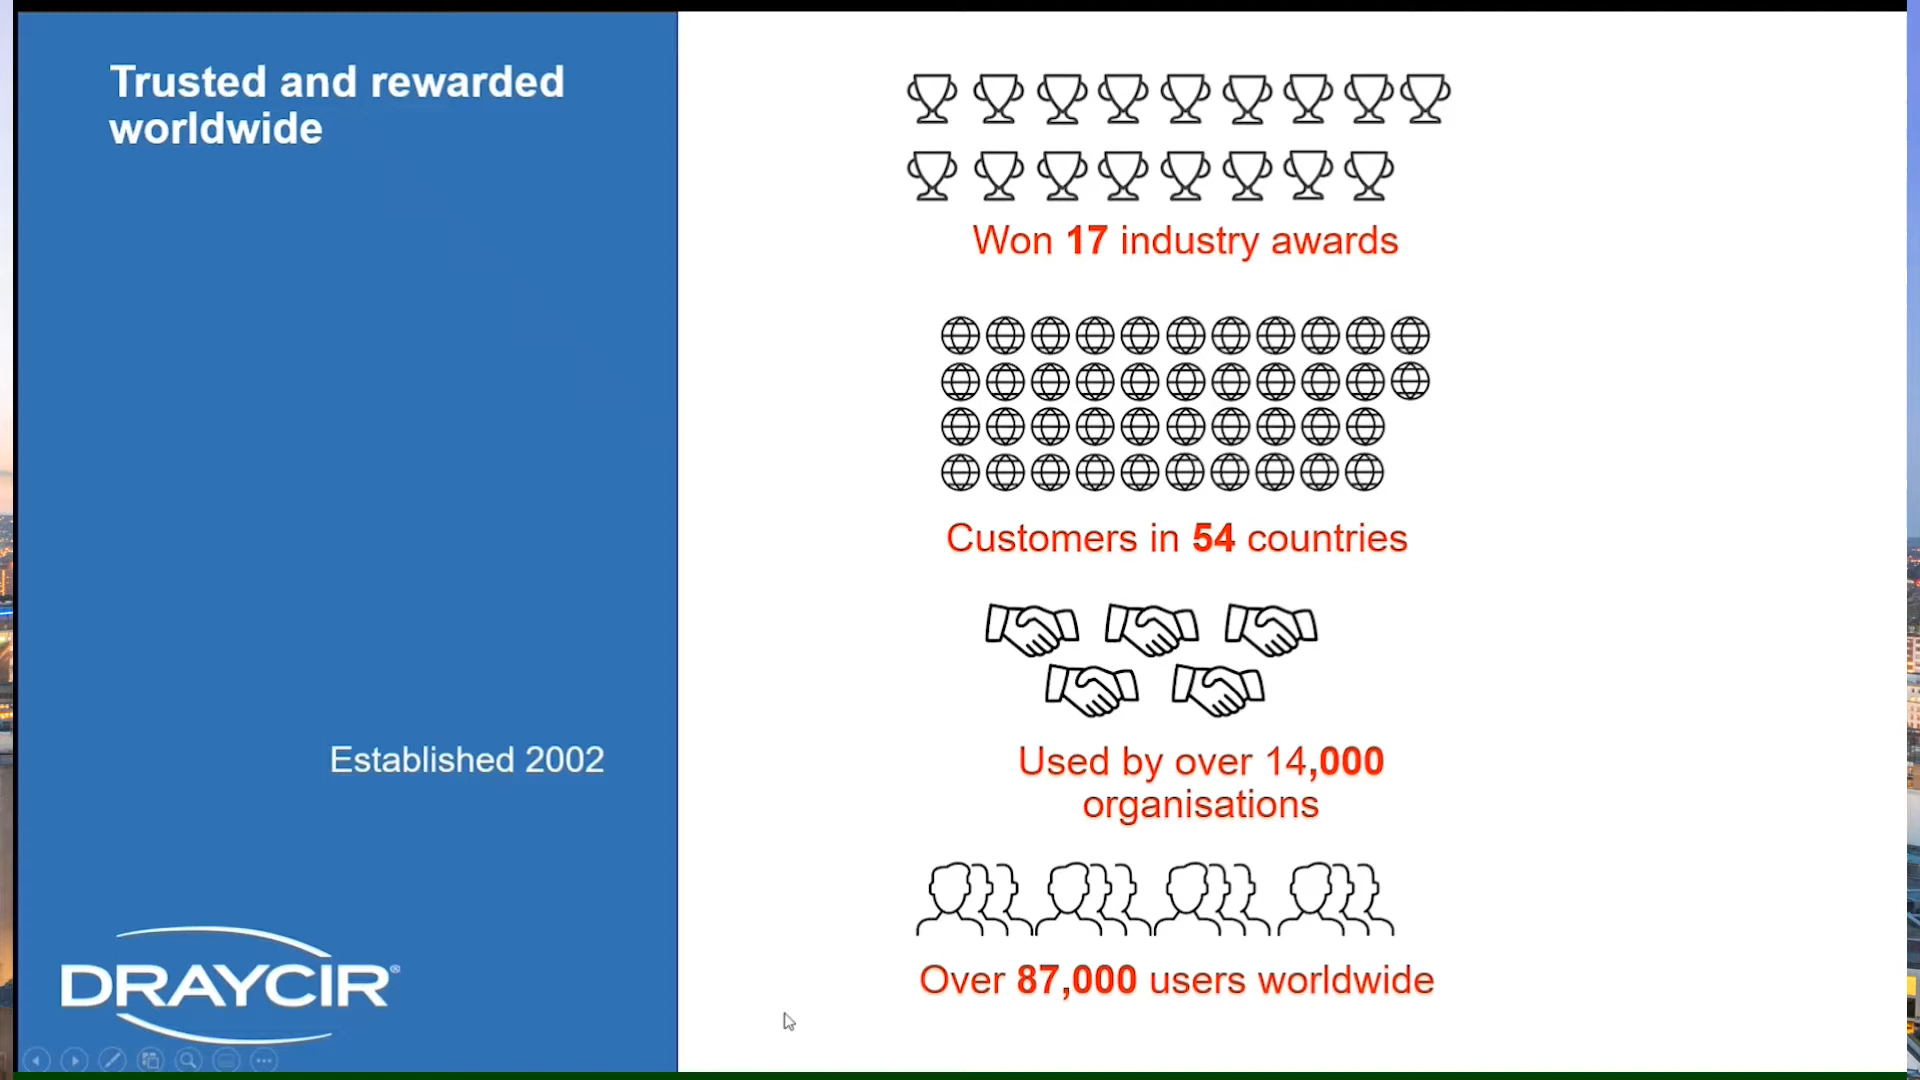 Trusted and rewarded
worldwide
Established 2002
DRAYCIR®
Won 17 industry awards
Customers in 54 countries
Used by over 14,000
organisations
Over 87,000 users worldwide